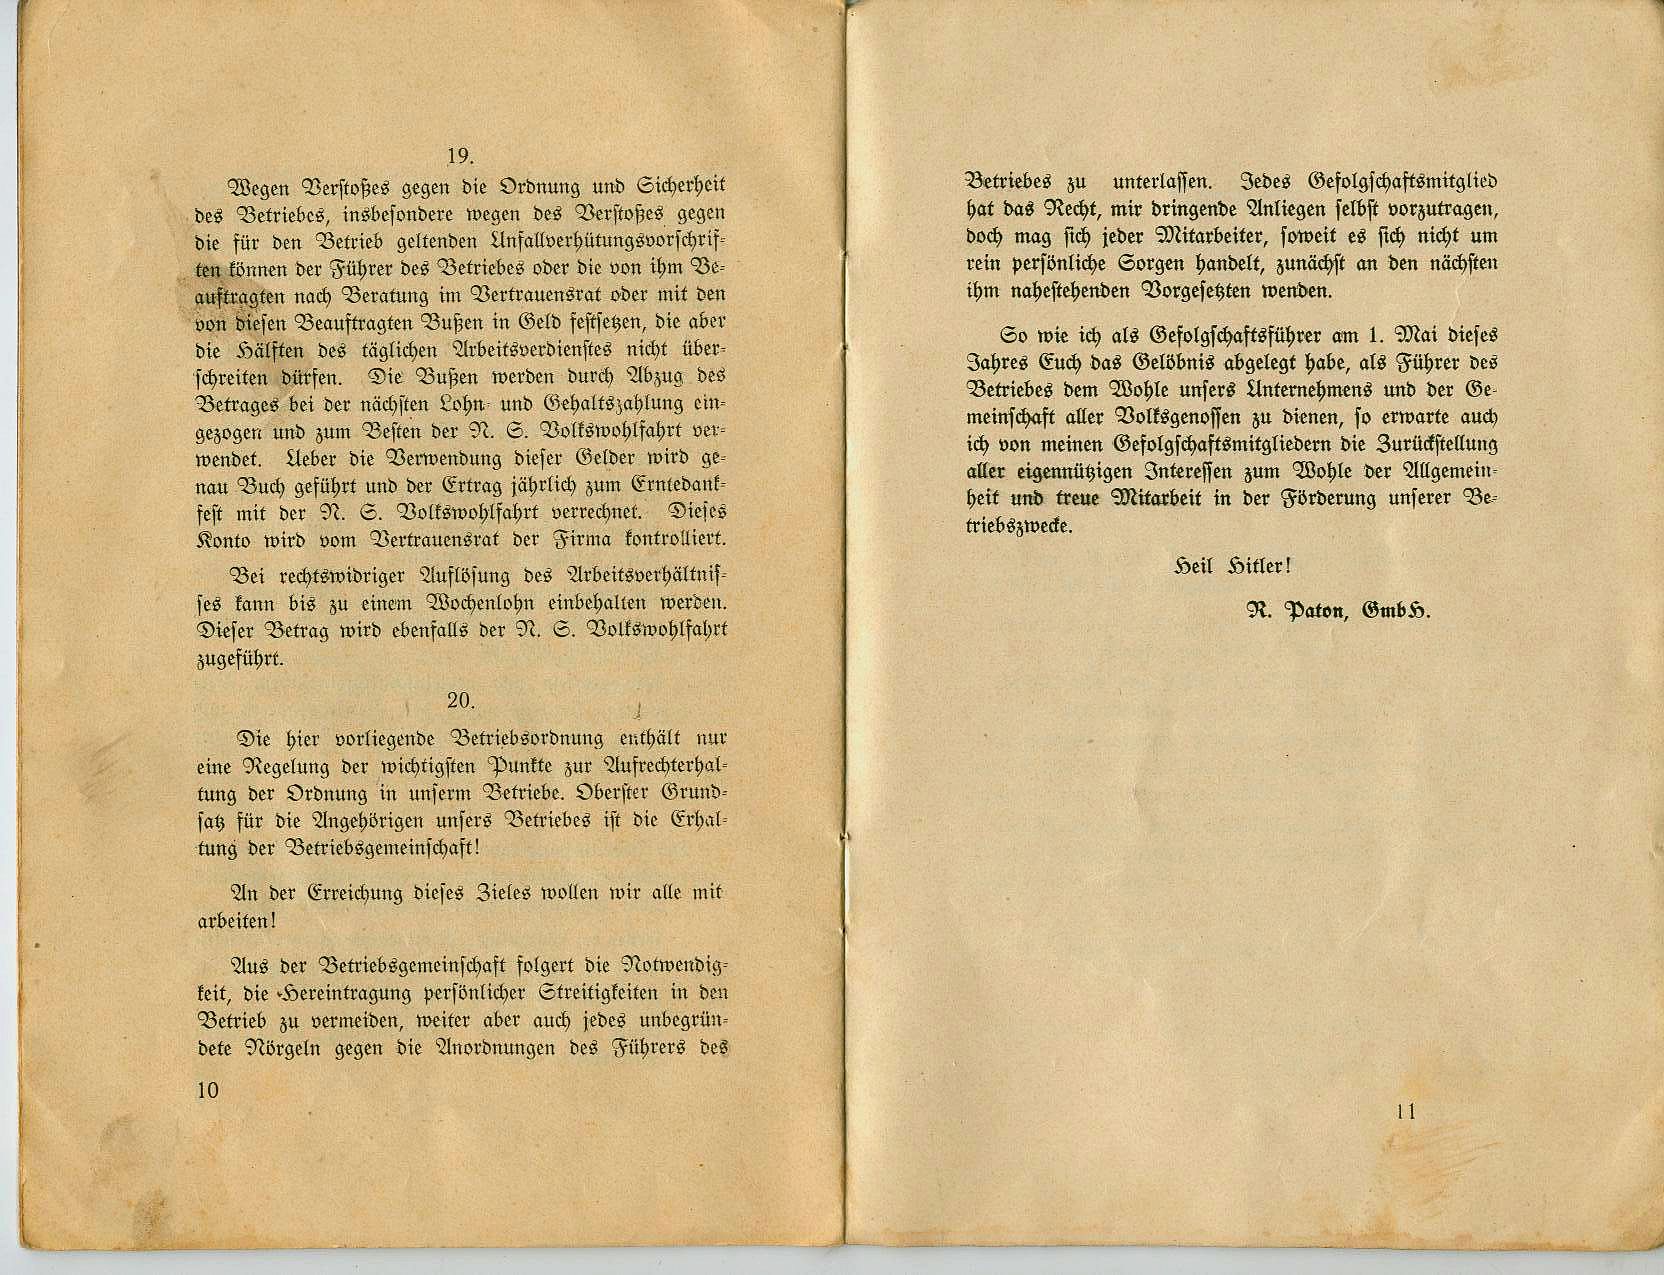 19.
Wegen Verstoßes gegen die Ordnung und Sicherheit
des Betriebes, insbesondere wegen des Verstoßes gegen
die für den Betrieb geltenden Unfallverhütungsvorschrif-
ten können der Führer des Betriebes oder die von ihm Be-
auftragten nach Beratung im Vertrauensrat oder mit den
von diesen Beauftragten Bußen in Geld festsetzen, die aber
die Hälften des täglichen Arbeitsverdienstes nicht über-
schreiten dürfen. Die Bußen werden durch Abzug des
Betrages bei der nächsten Lohn- und Gehaltszahlung ein-
gezogen und zum Besten der N. S. Volkswohlfahrt ver-
wendet. Ueber die Verwendung dieser Gelder wird ge-
nau Buch geführt und der Ertrag jährlich zum Erntedank-
fest mit der N. S. Volkswohlfahrt verrechnet. Dieses
Konto wird vom Vertrauensrat der Firma kontrolliert.
Bei rechtswidriger Auflösung des Arbeitsverhältnis-
ses kann bis zu einem Wochenlohn einbehalten werden.
Dieser Betrag wird ebenfalls der N. S. Volkswohlfahrt
zugeführt.
20.
Die hier vorliegende Betriebsordnung enthält nur
eine Regelung der wichtigsten Punkte zur Aufrechterhal-
tung der Ordnung in unserm Betriebe. Oberster Grund-
satz für die Angehörigen unsers Betriebes ist die Erhal-
tung der Betriebsgemeinschaft!
An der Erreichung dieses Zieles wollen wir alle mit
arbeiten!
Aus der Betriebsgemeinschaft folgert die Notwendig-
keit, die Hereintragung persönlicher Streitigkeiten in den
Betrieb zu vermeiden, weiter aber auch jedes unbegrün-
dete Nörgeln gegen die Anordnungen des Führers des
10
Betriebes zu unterlassen. Jedes Gefolgschaftsmitglied
hat das Recht, mir dringende Anliegen selbst vorzutragen,
doch mag sich jeder Mitarbeiter, soweit es sich nicht um
rein persönliche Sorgen handelt, zunächst an den nächsten
ihm nahestehenden Vorgesetzten wenden.
So wie ich als Gefolgschaftsführer am 1. Mai dieses
Jahres Euch das Gelöbnis abgelegt habe, als Führer des
Betriebes dem Wohle unsers Unternehmens und der Ge-
meinschaft aller Volksgenossen zu dienen, so erwarte auch
ich von meinen Gefolgschaftsmitgliedern die Zurückstellung
aller eigennützigen Interessen zum Wohle der Allgemein-
heit und treue Mitarbeit in der Förderung unserer Be-
triebszwecke.
Heil Hitler!
R. Paton, GmbH.
11